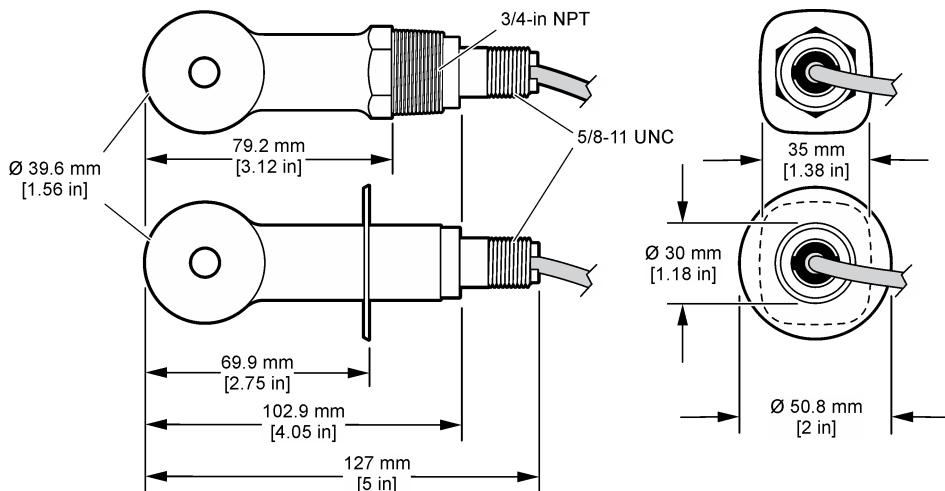 3/4-in NPT
5/8-11 UNC
79.2 mm
[3.12 in]
Ø 39.6 mm
[1.56 in]
35 mm
[1.38 in]
Ø 30 mm
[1.18 in]
69.9 mm
[2.75 in]
102.9 mm
[4.05 in]
Ø 50.8 mm
[2 in]
127 mm
[5 in]